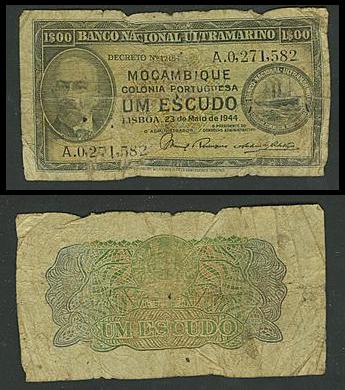 1$00 BANCO NACIONAL ULTRAMARINO 1$00
A.0,271,582
MOÇAMBIQUE
COLONIA PORTUGUESA
UM ESCUDO
LISBOA, 23 de Maio de 1944
O ADMINISTRADOR
A.0,271,582
UM ESCUDO